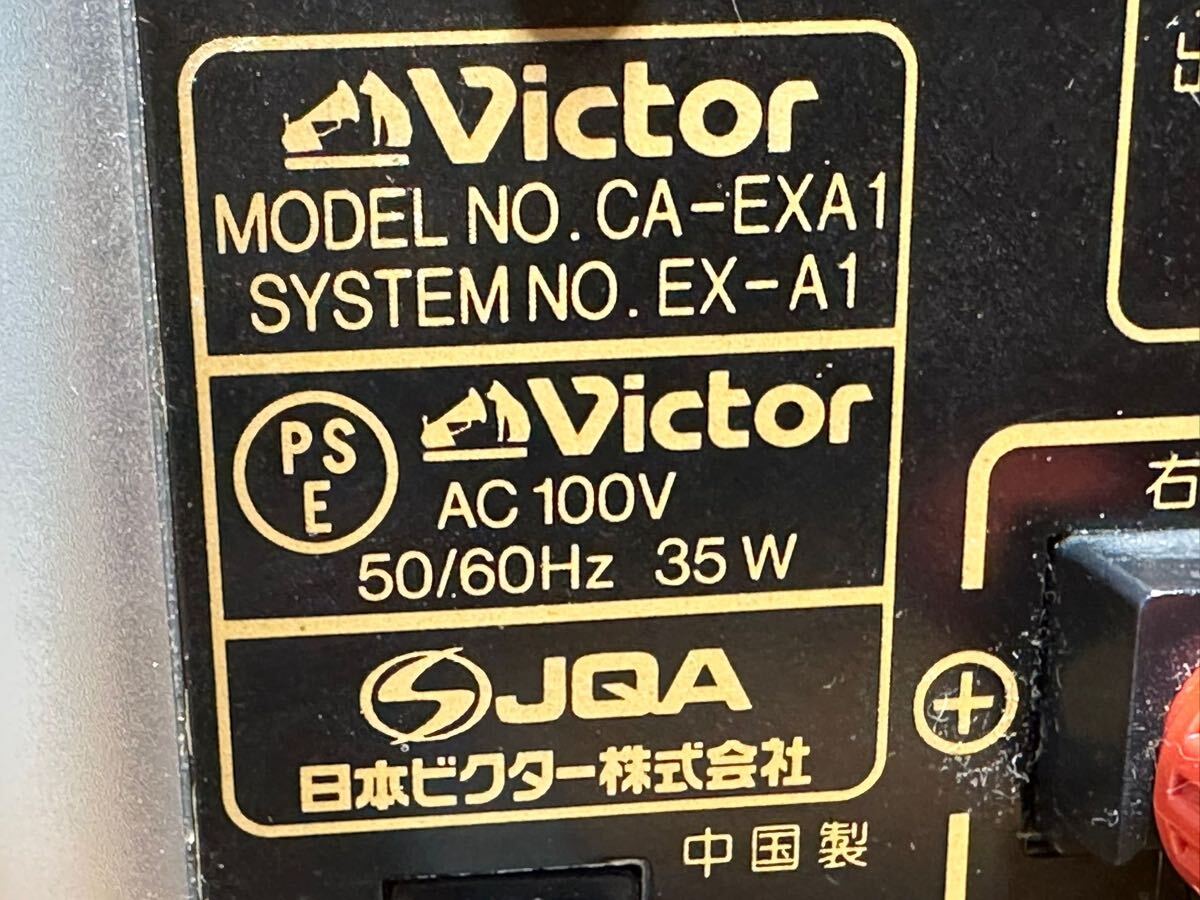 Victor
MODEL NO. CA-EXA1
SYSTEM NO. EX-A1
PS
E
Victor
AC 100V
50/60Hz 35W
JQA
日本ビクター株式会社
中国製
右
+